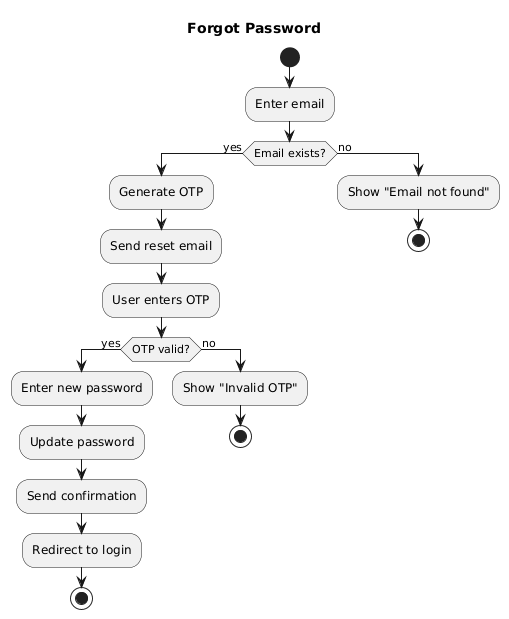 Forgot Password
Enter email
yes
Email exists?
no
Generate OTP
Show "Email not found"
Send reset email
User enters OTP
yes
OTP valid?
no
Enter new password
Show "Invalid OTP"
Update password
Send confirmation
Redirect to login